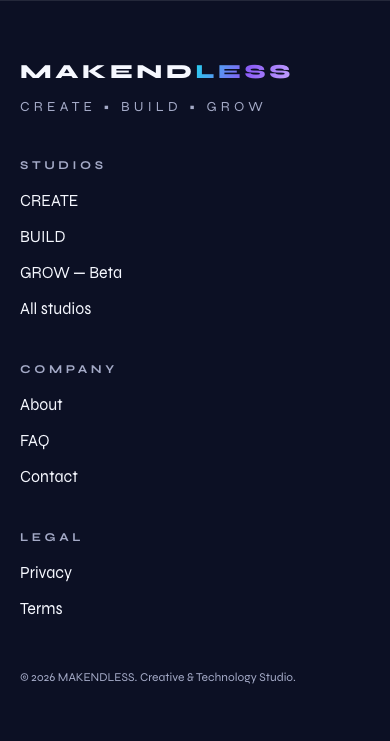 MAKENDLESS
CREATE ▪ BUILD ▪ GROW
STUDIOS
CREATE
BUILD
GROW — Beta
All studios
COMPANY
About
FAQ
Contact
LEGAL
Privacy
Terms
© 2026 MAKENDLESS. Creative & Technology Studio.